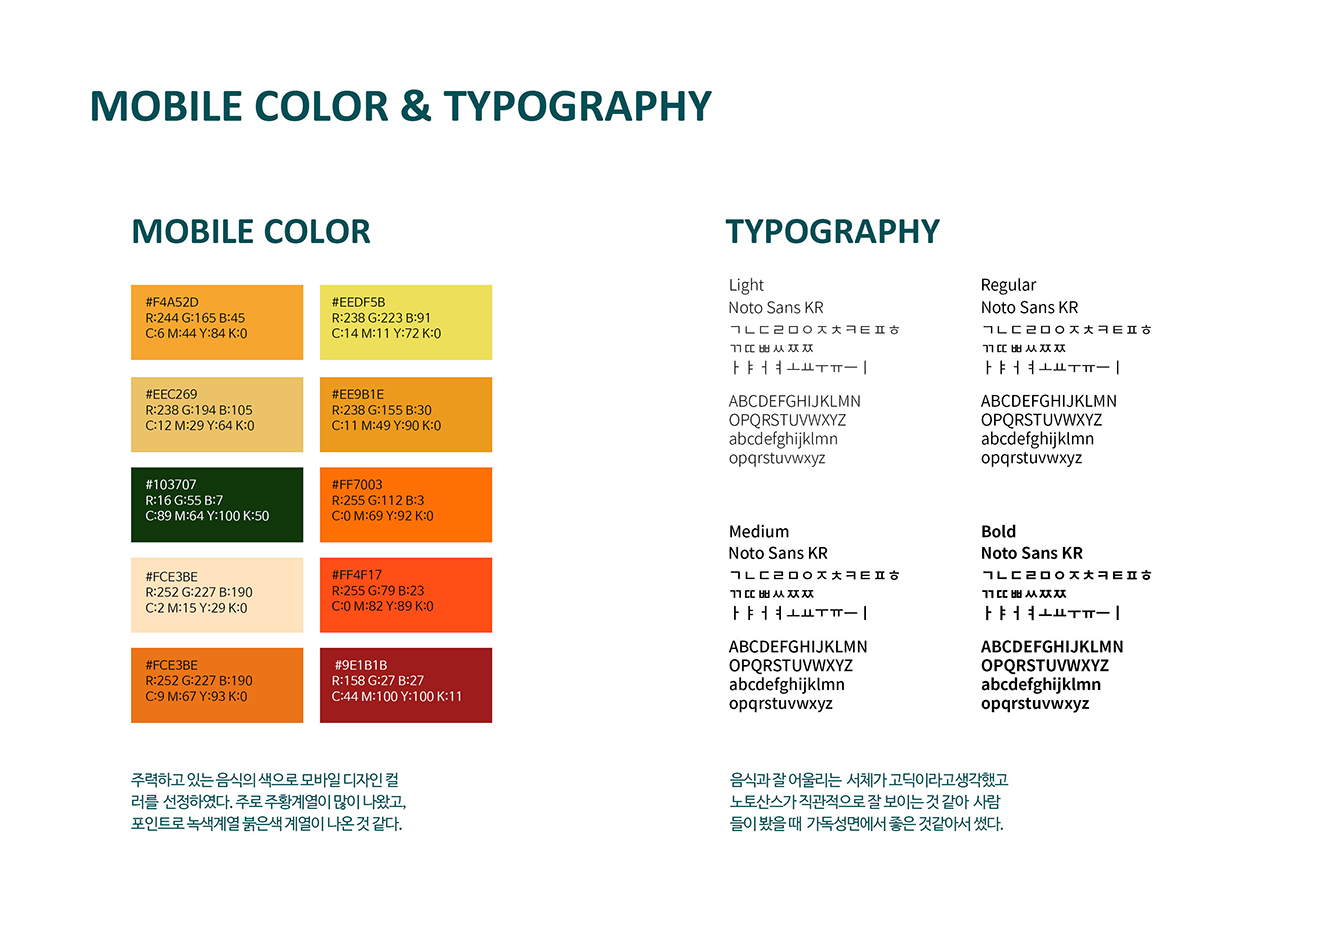 MOBILE COLOR & TYPOGRAPHY
MOBILE COLOR
#F4A52D
R:244 G:165 B:45
C:6 M:44 Y:84 K:0
#EEDF5B
R:238 G:223 B:91
C:14 M:11 Y:72 K:0
#EEC269
R:238 G:194 B:105
C:12 M:29 Y:64 K:0
#EE9B1E
R:238 G:155 B:30
C:11 M:49 Y:90 K:0
#103707
R:16 G:55 B:7
C:89 M:64 Y:100 K:50
#FF7003
R:255 G:112 B:3
C:0 M:69 Y:92 K:0
#FCE3BE
R:252 G:227 B:190
C:2 M:15 Y:29 K:0
#FF4F17
R:255 G:79 B:23
C:0 M:82 Y:89 K:0
#FCE3BE
R:252 G:227 B:190
C:9 M:67 Y:93 K:0
#9E1B1B
R:158 G:27 B:27
C:44 M:100 Y:100 K:11
주력하고 있는 음식의 색으로 모바일 디자인 컬
러를 선정하였다. 주로 주황계열이 많이 나왔고,
포인트로 녹색계열 붉은색 계열이 나온 것 같다.
TYPOGRAPHY
Light
Noto Sans KR
ㄱㄴㄷㄹㅁㅇㅈㅊㅋㅌㅍㅎ
ㄲㄸㅃㅆㅉㅉ
ㅏㅑㅓㅕㅗㅛㅜㅠㅡㅣ
ABCDEFGHIJKLMN
OPQRSTUVWXYZ
abcdefghijklmn
opqrstuvwxyz
Regular
Noto Sans KR
ㄱㄴㄷㄹㅁㅇㅈㅊㅋㅌㅍㅎ
ㄲㄸㅃㅆㅉㅉ
ㅏㅑㅓㅕㅗㅛㅜㅠㅡㅣ
ABCDEFGHIJKLMN
OPQRSTUVWXYZ
abcdefghijklmn
opqrstuvwxyz
Medium
Noto Sans KR
ㄱㄴㄷㄹㅁㅇㅈㅊㅋㅌㅍㅎ
ㄲㄸㅃㅆㅉㅉ
ㅏㅑㅓㅕㅗㅛㅜㅠㅡㅣ
ABCDEFGHIJKLMN
OPQRSTUVWXYZ
abcdefghijklmn
opqrstuvwxyz
Bold
Noto Sans KR
ㄱㄴㄷㄹㅁㅇㅈㅊㅋㅌㅍㅎ
ㄲㄸㅃㅆㅉㅉ
ㅏㅑㅓㅕㅗㅛㅜㅠㅡㅣ
ABCDEFGHIJKLMN
OPQRSTUVWXYZ
abcdefghijklmn
opqrstuvwxyz
음식과 잘 어울리는 서체가 고딕이라고생각했고
노토산스가 직관적으로 잘 보이는 것 같아 사람
들이 봤을 때 가독성면에서 좋은 것같아서 썼다.